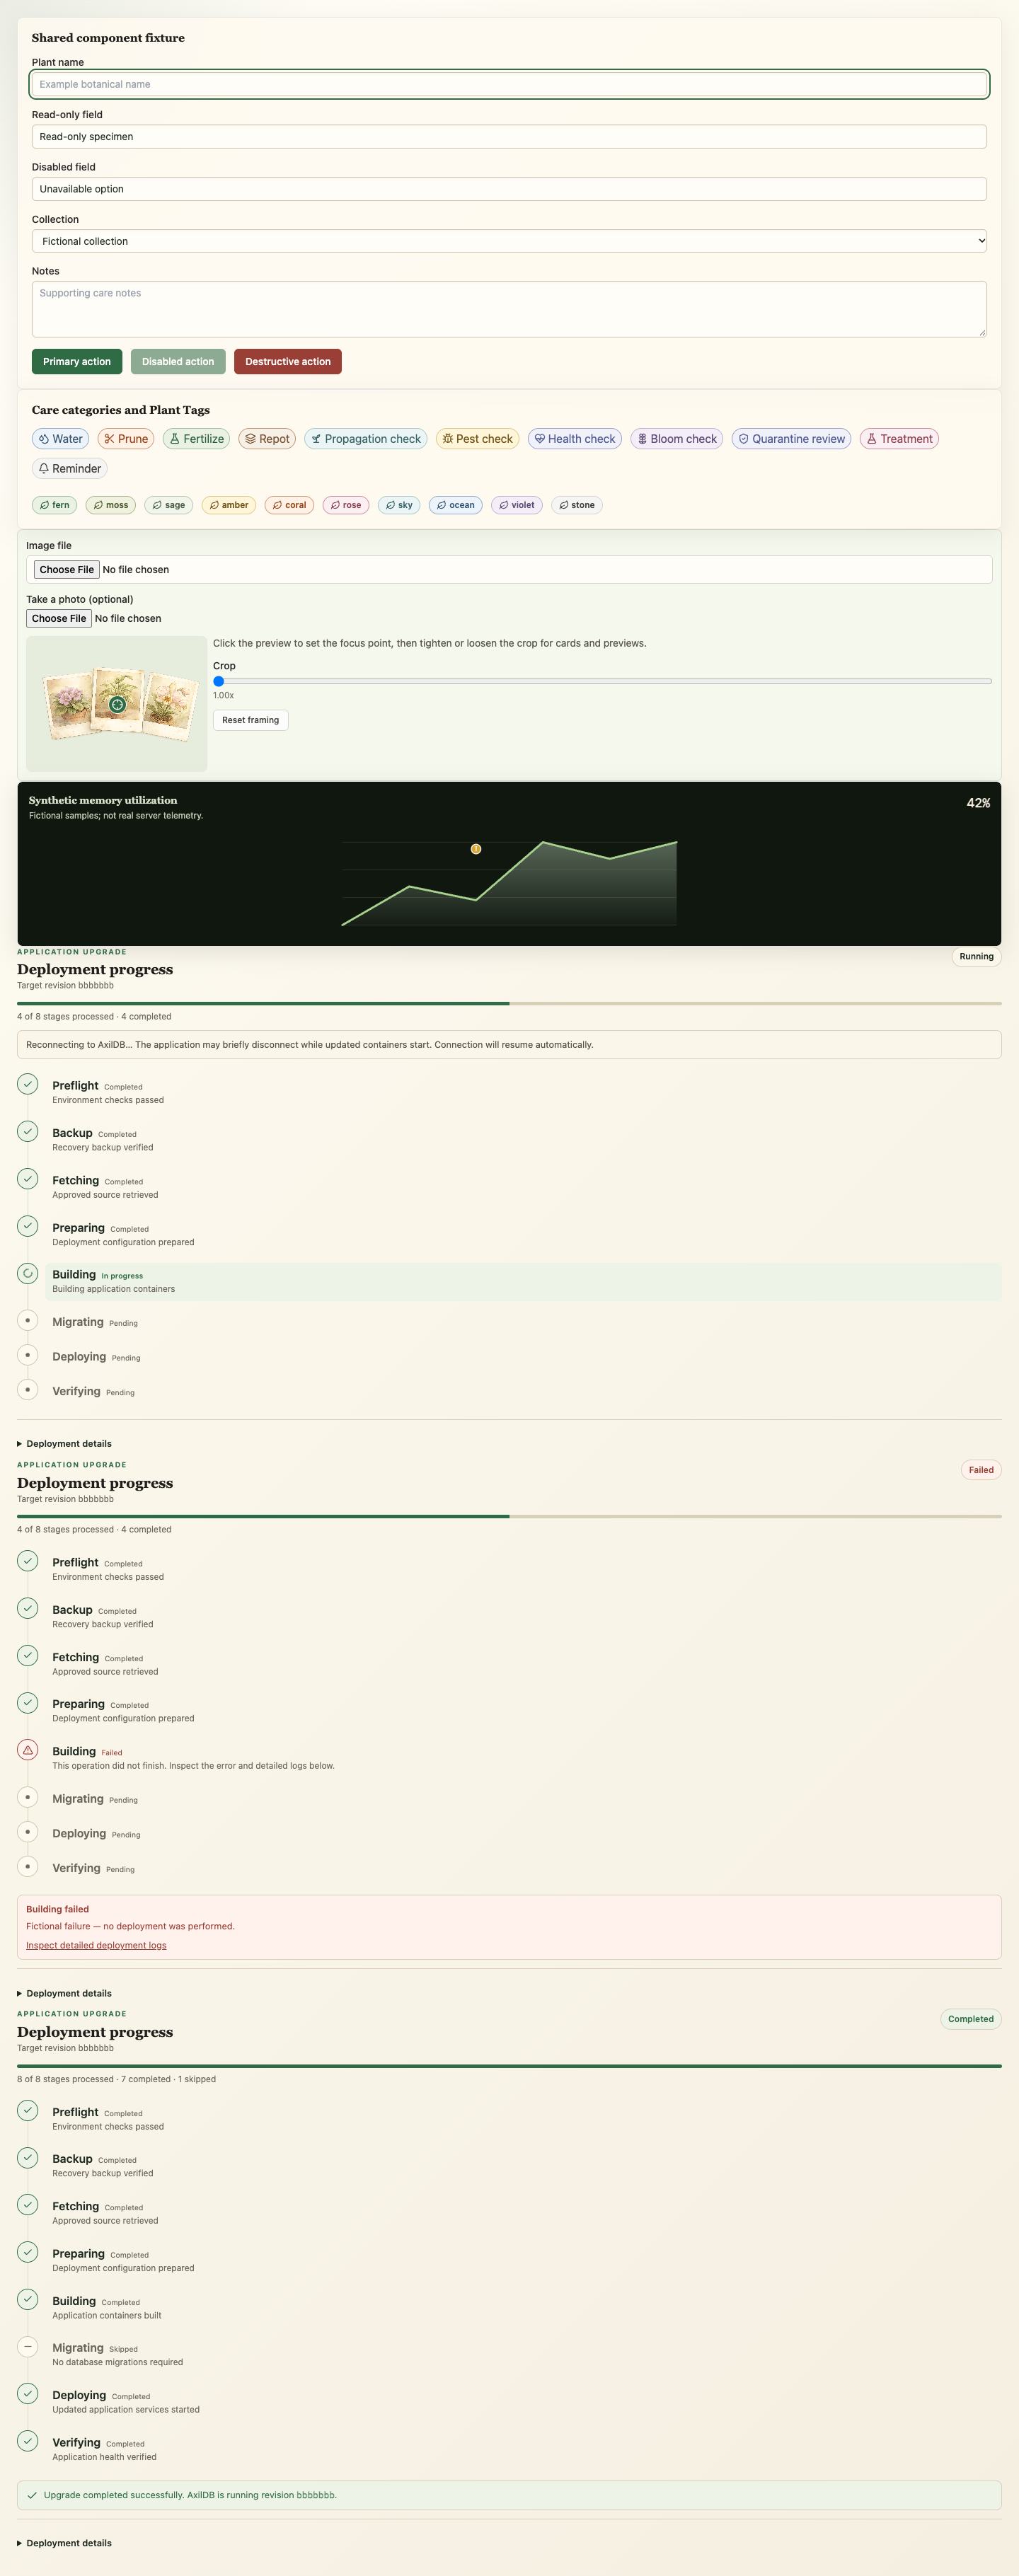 Shared component fixture
Plant name
Example botanical name
Read-only field
Read-only specimen
Disabled field
Unavailable option
Collection
Fictional collection
Notes
Supporting care notes
Primary action Disabled action Destructive action
Care categories and Plant Tags
Water Prune Fertilize Repot Propagation check Pest check Health check Bloom check Quarantine review Treatment
Reminder
fern moss sage amber coral rose sky ocean violet stone
Image file
Choose File No file chosen
Take a photo (optional)
Choose File No file chosen
Click the preview to set the focus point, then tighten or loosen the crop for cards and previews.
Crop
1.00x
Reset framing
Synthetic memory utilization 42%
Fictional samples; not real server telemetry.
APPLICATION UPGRADE
Running
Deployment progress
Target revision bbbbbbb
4 of 8 stages processed · 4 completed
Reconnecting to AxilDB... The application may briefly disconnect while updated containers start. Connection will resume automatically.
Preflight Completed
Environment checks passed
Backup Completed
Recovery backup verified
Fetching Completed
Approved source retrieved
Preparing Completed
Deployment configuration prepared
Building In progress
Building application containers
Migrating Pending
Deploying Pending
Verifying Pending
Deployment details
APPLICATION UPGRADE
Failed
Deployment progress
Target revision bbbbbbb
4 of 8 stages processed · 4 completed
Preflight Completed
Environment checks passed
Backup Completed
Recovery backup verified
Fetching Completed
Approved source retrieved
Preparing Completed
Deployment configuration prepared
Building Failed
This operation did not finish. Inspect the error and detailed logs below.
Migrating Pending
Deploying Pending
Verifying Pending
Building failed
Fictional failure — no deployment was performed.
Inspect detailed deployment logs
Deployment details
APPLICATION UPGRADE
Completed
Deployment progress
Target revision bbbbbbb
8 of 8 stages processed · 7 completed · 1 skipped
Preflight Completed
Environment checks passed
Backup Completed
Recovery backup verified
Fetching Completed
Approved source retrieved
Preparing Completed
Deployment configuration prepared
Building Completed
Application containers built
Migrating Skipped
No database migrations required
Deploying Completed
Updated application services started
Verifying Completed
Application health verified
Upgrade completed successfully. AxilDB is running revision bbbbbbb.
Deployment details